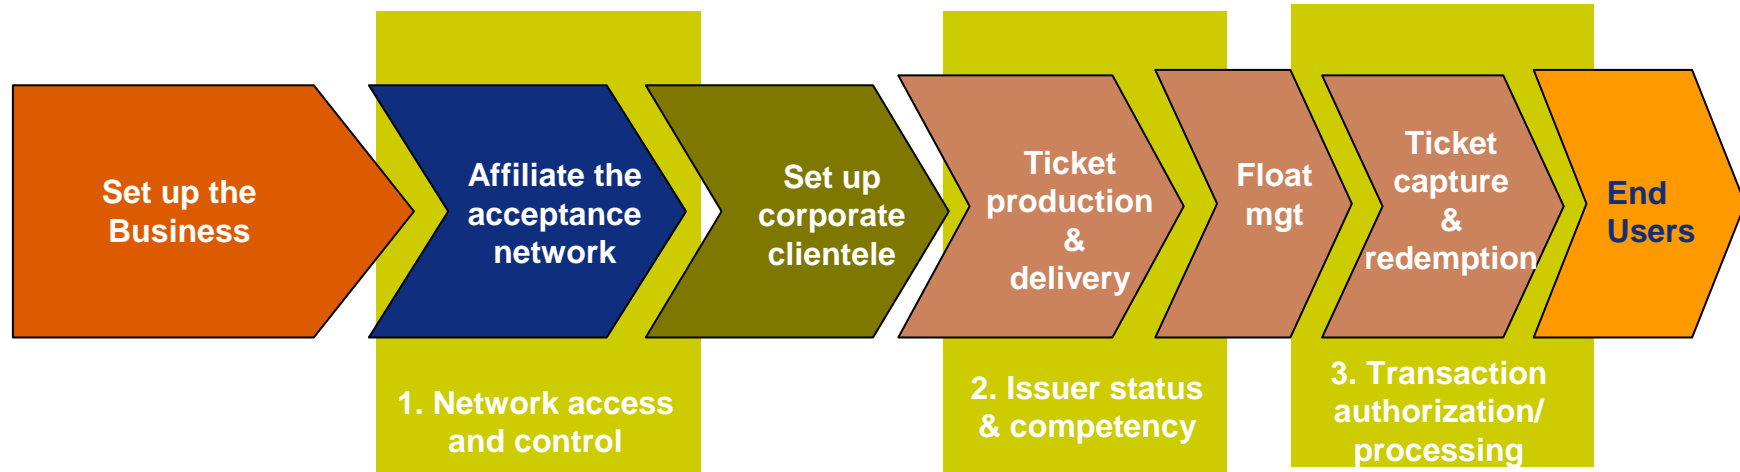 Set up the
Business
Affiliate the
acceptance
network
Set up
corporate
clientele
Ticket
production
&
delivery
Float
mgt
Ticket
capture
&
redemption
End
Users
1. Network access
and control
2. Issuer status
& competency
3. Transaction
authorization/
processing